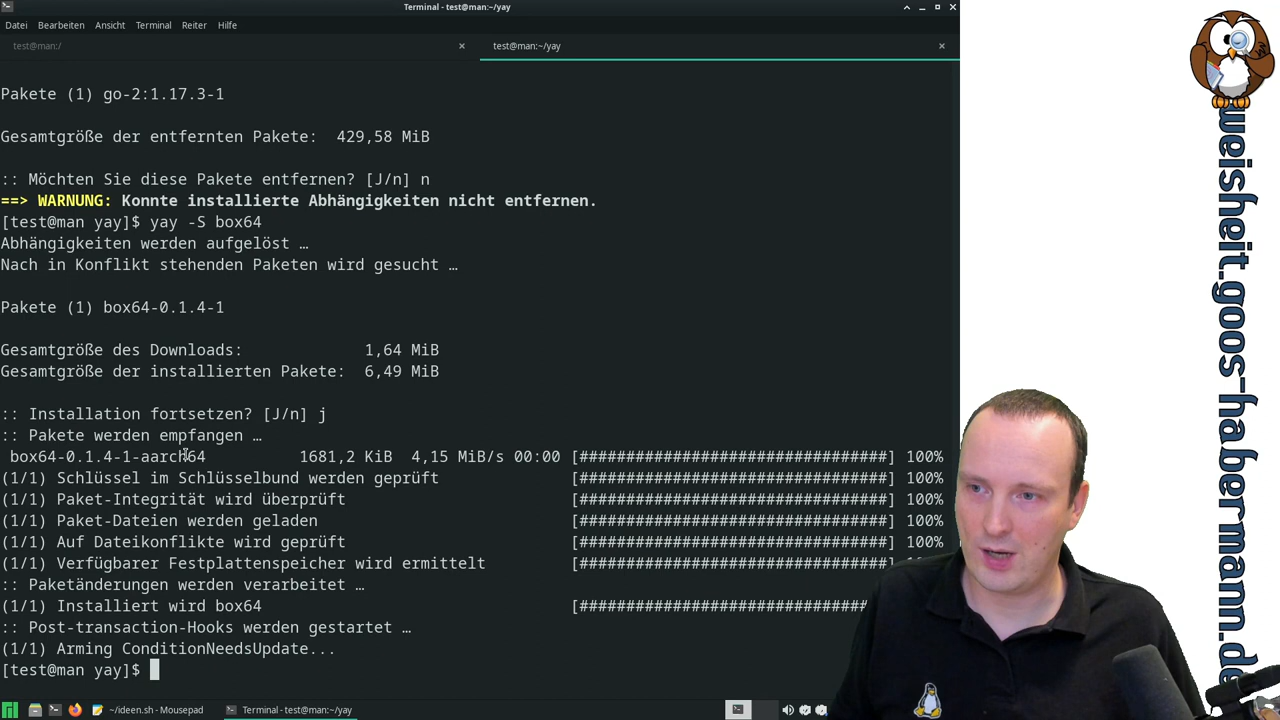 Terminal - test@man:~/yay
Datei Bearbeiten Ansicht Terminal Reiter Hilfe
test@man:/
test@man:~/yay
Pakete (1) go-2:1.17.3-1
Gesamtgröße der entfernten Pakete: 429,58 MiB
:: Möchten Sie diese Pakete entfernen? [J/n] n
==> WARNUNG: Konnte installierte Abhängigkeiten nicht entfernen.
[test@man yay]$ yay -S box64
Abhängigkeiten werden aufgelöst …
Nach in Konflikt stehenden Paketen wird gesucht …
Pakete (1) box64-0.1.4-1
Gesamtgröße des Downloads: 1,64 MiB
Gesamtgröße der installierten Pakete: 6,49 MiB
:: Installation fortsetzen? [J/n] j
:: Pakete werden empfangen …
box64-0.1.4-1-aarch64 1681,2 KiB 4,15 MiB/s 00:00 [##################################] 100%
(1/1) Schlüssel im Schlüsselbund werden geprüft [##################################] 100%
(1/1) Paket-Integrität wird überprüft [##################################] 100%
(1/1) Paket-Dateien werden geladen [##################################] 100%
(1/1) Auf Dateikonflikte wird geprüft [##################################] 100%
(1/1) Verfügbarer Festplattenspeicher wird ermittelt [##################################]
:: Paketänderungen werden verarbeitet …
(1/1) Installiert wird box64 [###############################
:: Post-transaction-Hooks werden gestartet …
(1/1) Arming ConditionNeedsUpdate...
[test@man yay]$
~/ideen.sh - Mousepad
Terminal - test@man:~/yay
weisheit.goos-habermann.de